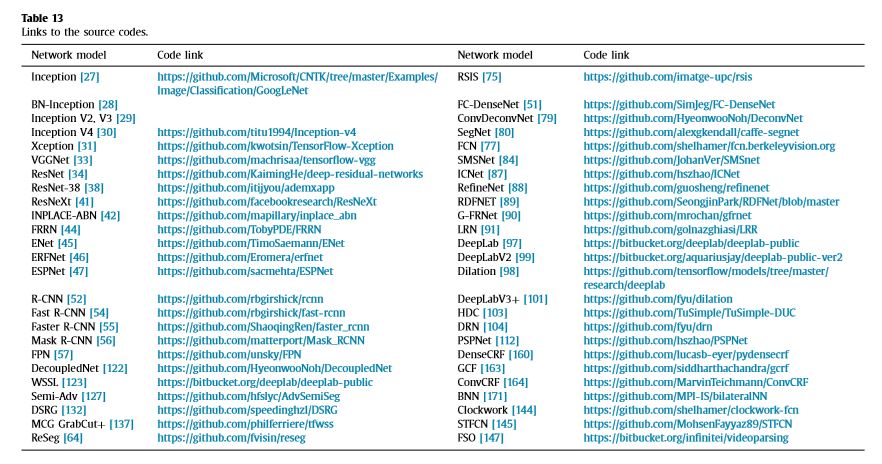 Table 13
Links to the source codes.
Network model Code link Network model Code link
Inception [27] https://github.com/Microsoft/CNTK/tree/master/Examples/ RSIS [75] https://github.com/imatge-upc/rsis
Image/Classification/GoogLeNet
BN-Inception [28] FC-DenseNet [51] https://github.com/SimJeg/FC-DenseNet
Inception V2, V3 [29] ConvDeconvNet [79] https://github.com/HyeonwooNoh/DeconvNet
Inception V4 [30] https://github.com/titu1994/Inception-v4 SegNet [80] https://github.com/alexgkendall/caffe-segnet
Xception [31] https://github.com/kwotsin/TensorFlow-Xception FCN [77] https://github.com/shelhamer/fcn.berkeleyvision.org
VGGNet [33] https://github.com/machrisaa/tensorflow-vgg SMSNet [84] https://github.com/JohanVer/SMSnet
ResNet [34] https://github.com/KaimingHe/deep-residual-networks ICNet [87] https://github.com/hszhao/ICNet
ResNet-38 [38] https://github.com/itijyou/ademxapp RefineNet [88] https://github.com/guosheng/refinenet
ResNeXt [41] https://github.com/facebookresearch/ResNeXt RDFNET [89] https://github.com/SeongjinPark/RDFNet/blob/master
INPLACE-ABN [42] https://github.com/mapillary/inplace_abn G-FRNet [90] https://github.com/mrochan/gfrnet
FRRN [44] https://github.com/TobyPDE/FRRN LRN [91] https://github.com/golnazghiasi/LRR
ENet [45] https://github.com/TimoSaemann/ENet DeepLab [97] https://bitbucket.org/deeplab/deeplab-public
ERFNet [46] https://github.com/Eromera/erfnet DeepLabV2 [99] https://bitbucket.org/aquariusjay/deeplab-public-ver2
ESPNet [47] https://github.com/sacmehta/ESPNet Dilation [98] https://github.com/tensorflow/models/tree/master/
research/deeplab
R-CNN [52] https://github.com/rbgirshick/rcnn DeepLabV3+ [101] https://github.com/fyu/dilation
Fast R-CNN [54] https://github.com/rbgirshick/fast-rcnn HDC [103] https://github.com/TuSimple/TuSimple-DUC
Faster R-CNN [55] https://github.com/ShaoqingRen/faster_rcnn DRN [104] https://github.com/fyu/drn
Mask R-CNN [56] https://github.com/matterport/Mask_RCNN PSPNet [112] https://github.com/hszhao/PSPNet
FPN [57] https://github.com/unsky/FPN DenseCRF [160] https://github.com/lucasb-eyer/pydensecrf
DecoupledNet [122] https://github.com/HyeonwooNoh/DecoupledNet GCF [163] https://github.com/siddharthachandra/gcrf
WSSL [123] https://bitbucket.org/deeplab/deeplab-public ConvCRF [164] https://github.com/MarvinTeichmann/ConvCRF
Semi-Adv [127] https://github.com/hfslyc/AdvSemiSeg BNN [171] https://github.com/MPI-IS/bilateralNN
DSRG [132] https://github.com/speedinghzl/DSRG Clockwork [144] https://github.com/shelhamer/clockwork-fcn
MCG GrabCut+ [137] https://github.com/philferriere/tfwss STFCN [145] https://github.com/MohsenFayyaz89/STFCN
ReSeg [64] https://github.com/fvisin/reseg FSO [147] https://bitbucket.org/infinitei/videoparsing